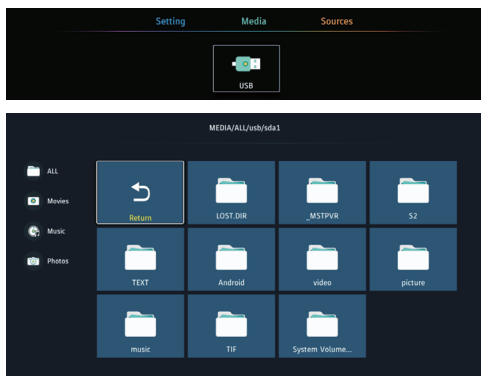 Setting Media Sources
USB
MEDIA/ALL/usb/sda1
ALL
Movies
Music
Photos
Return LOST.DIR _MSTPVR S2
TEXT Android video picture
music TIF System Volume...